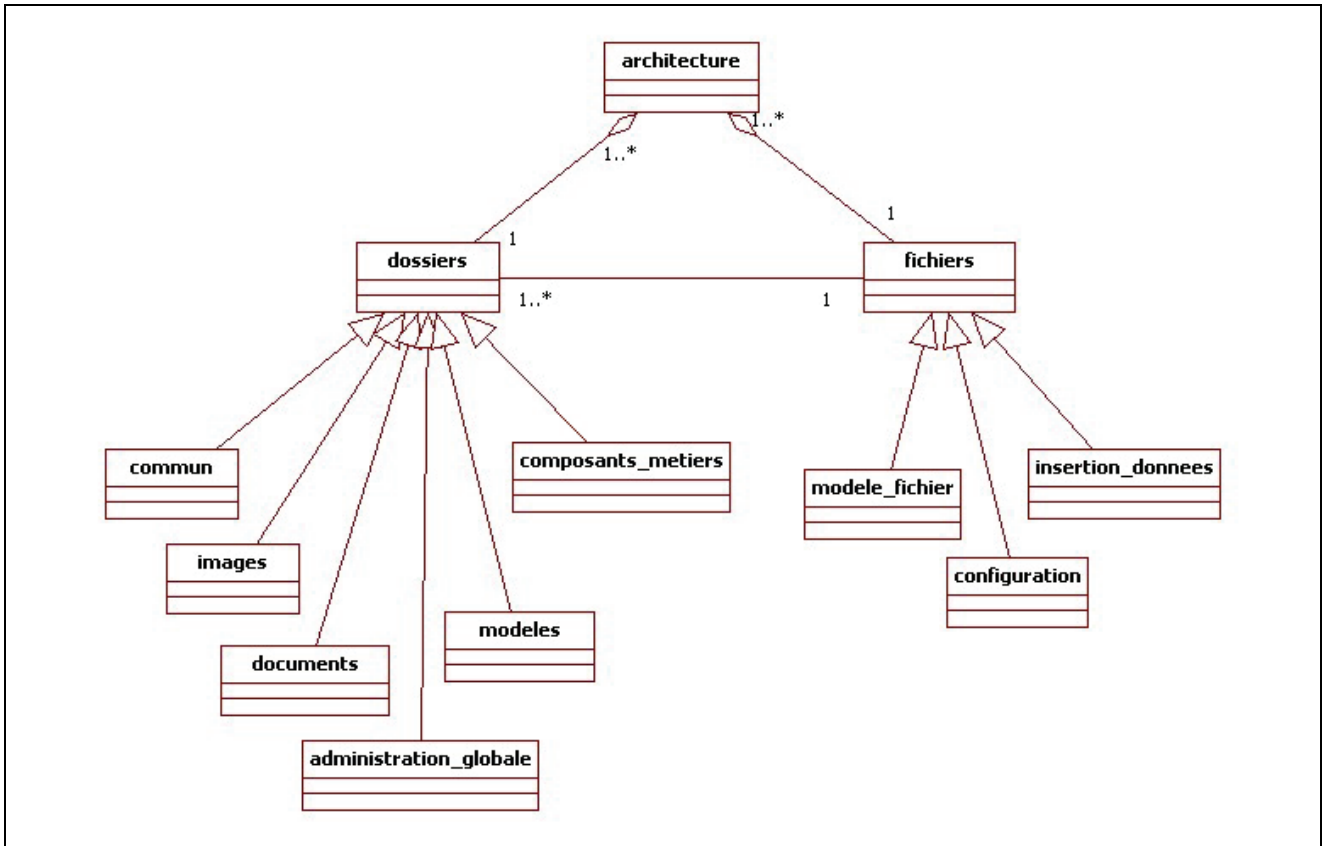 architecture
1..*
1..*
1
1
dossiers
fichiers
1..*
1
commun
composants_metiers
modele_fichier
insertion_donnees
images
configuration
modeles
documents
administration_globale